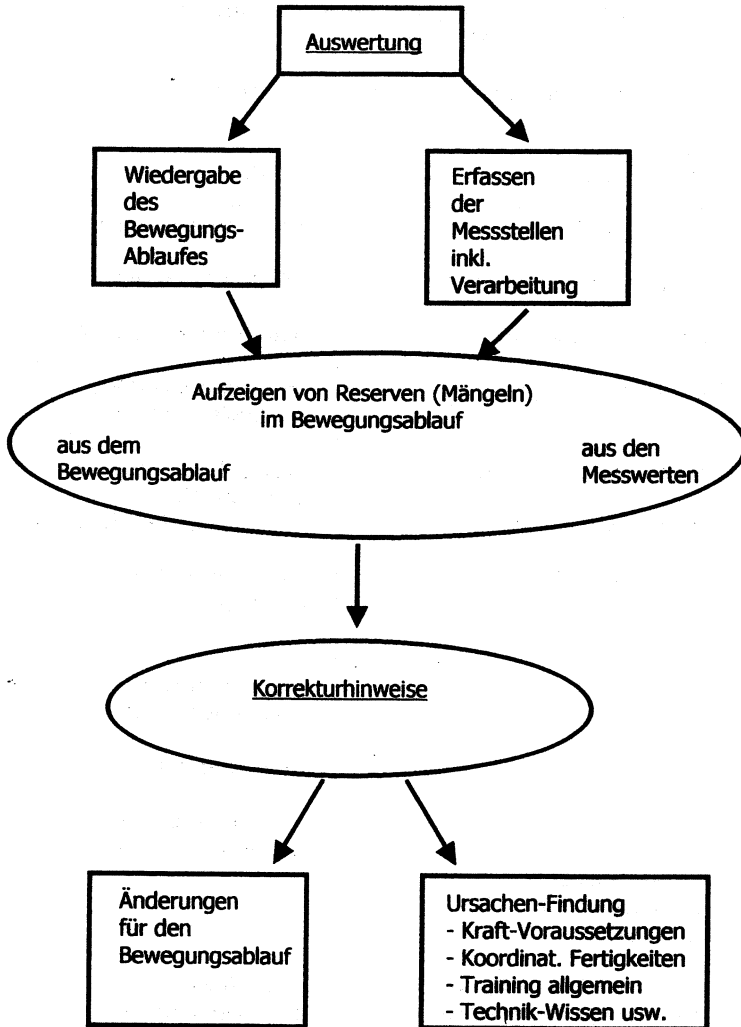 Auswertung
Wiedergabe
des
Bewegungs-
Ablaufes
Erfassen
der
Messstellen
inkl.
Verarbeitung
Aufzeigen von Reserven (Mängeln)
im Bewegungsablauf
aus dem
Bewegungsablauf
aus den
Messwerten
Korrekturhinweise
Änderungen
für den
Bewegungsablauf
Ursachen-Findung
- Kraft-Voraussetzungen
- Koordinat. Fertigkeiten
- Training allgemein
- Technik-Wissen usw.